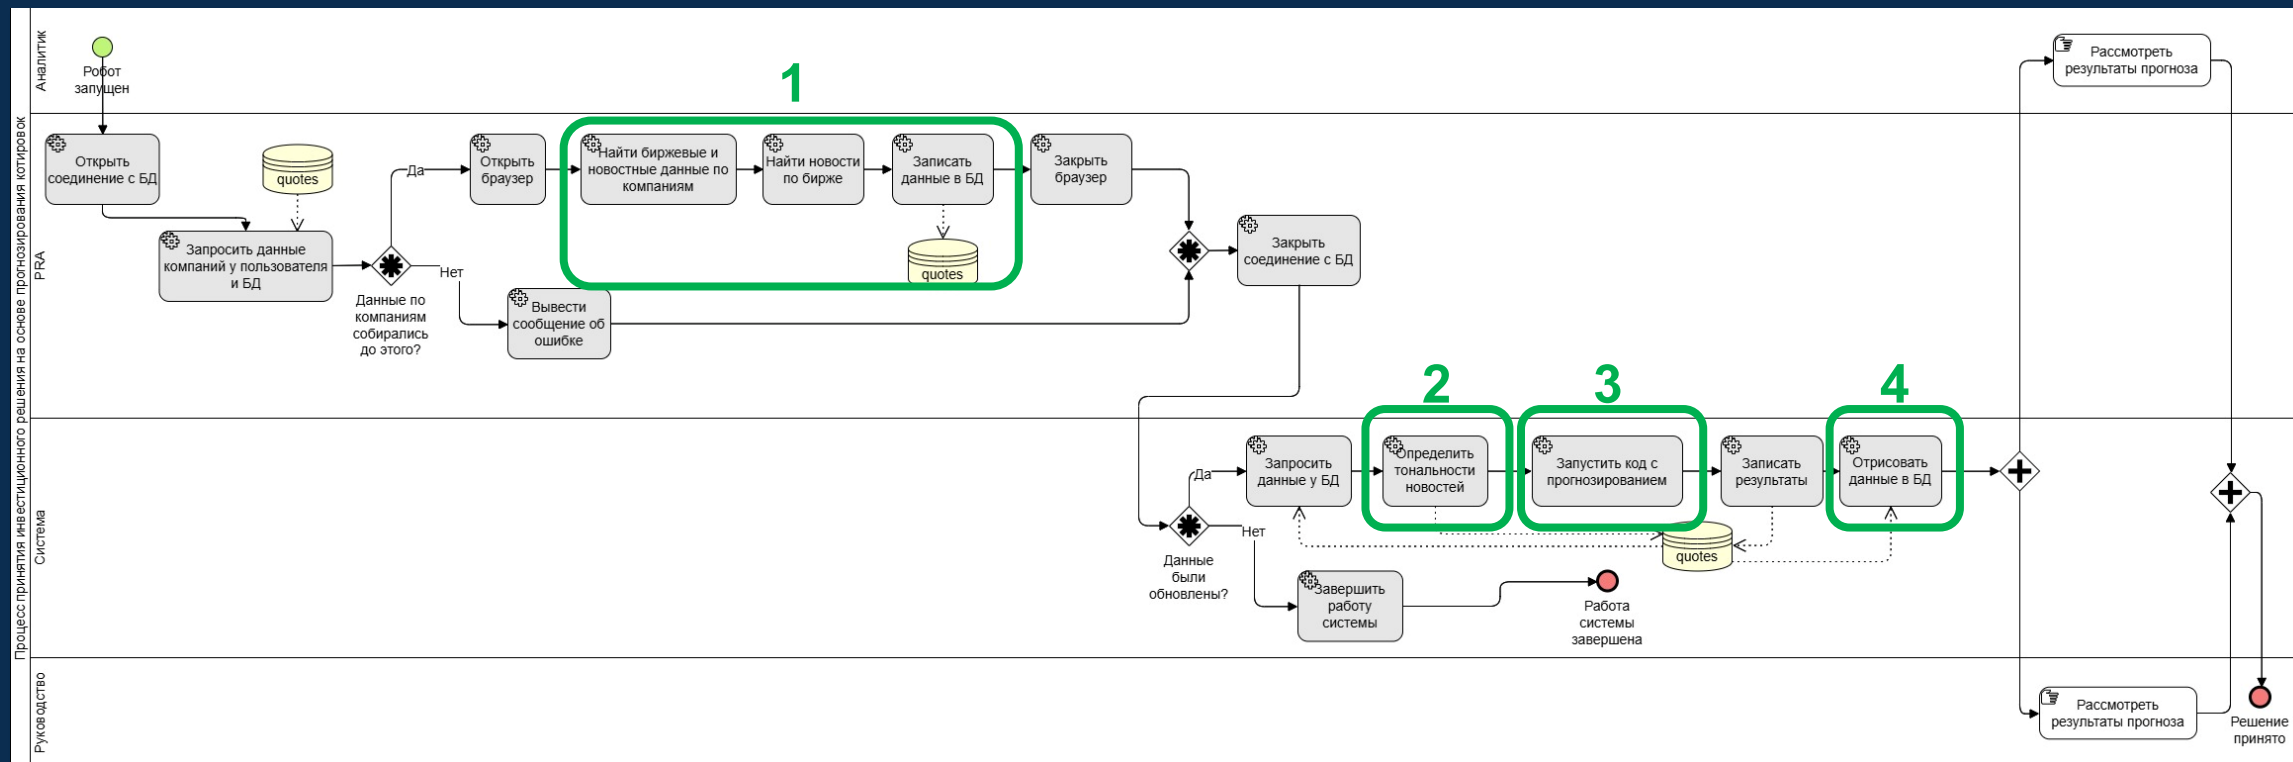 Процесс принятия инвестиционного решения на основе прогнозирования котировок
Аналитик
Робот
запущен
1
Рассмотреть
результаты прогноза
PRA
Открыть
соединение с БД
quotes
Запросить данные
компаний у пользователя
и БД
Данные по
компаниям
собирались
до этого?
Да
Нет
Открыть
браузер
Найти биржевые и
новостные данные по
компаниям
Найти новости
по бирже
Записать
данные в БД
quotes
Закрыть
браузер
Вывести
сообщение об
ошибке
Закрыть
соединение с БД
2
3
4
Система
Данные
были
обновлены?
Да
Нет
Запросить
данные у БД
Определить
тональности
новостей
Запустить код с
прогнозированием
Записать
результаты
Отрисовать
данные в БД
quotes
Завершить
работу
системы
Работа
системы
завершена
Руководство
Рассмотреть
результаты прогноза
Решение
принято